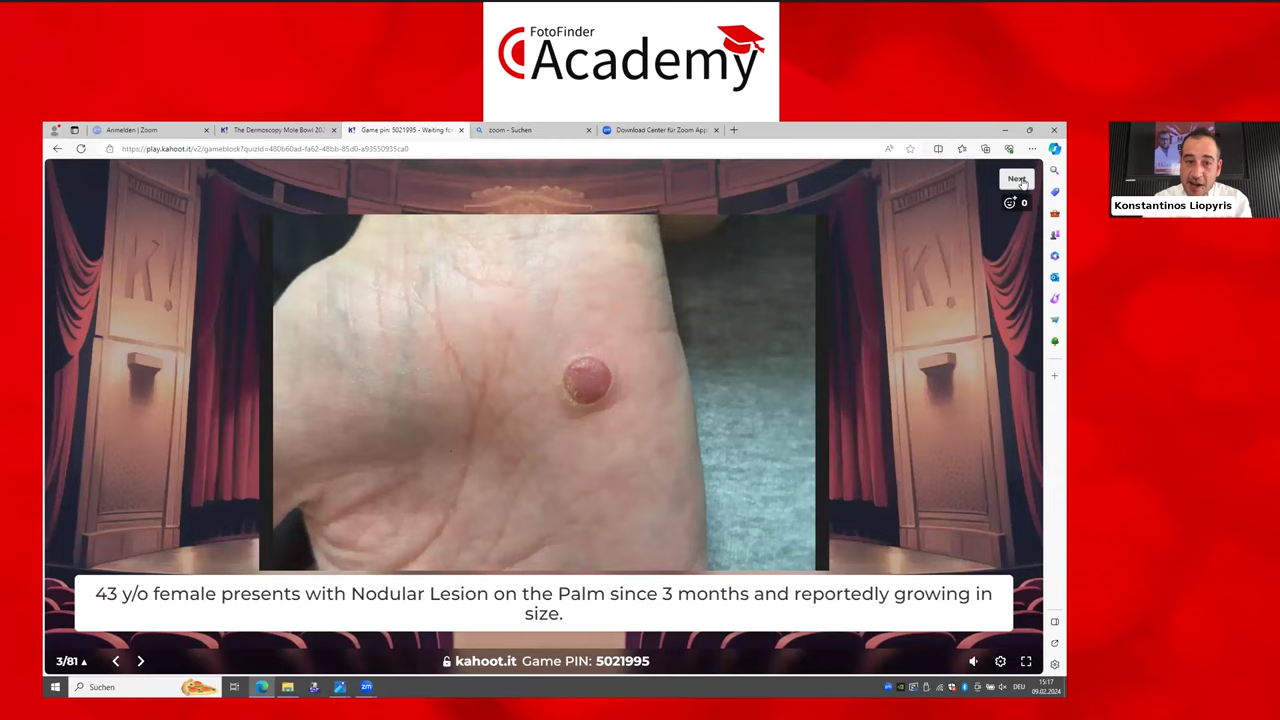 FotoFinder
Academy
Anmelden | Zoom
The Dermoscopy Mole Bowl 202
Game pin: 5021995 - Waiting for
zoom - Suchen
Download Center für Zoom App
https://play.kahoot.it/v2/gameblock?quizId=480b60ad-fa62-48bb-85d0-a93550935ca0
Next
0
K!
K!
Konstantinos Liopyris
43 y/o female presents with Nodular Lesion on the Palm since 3 months and reportedly growing in
size.
3/81
kahoot.it Game PIN: 5021995
Suchen
zm
DEU
15:17
09.02.2024